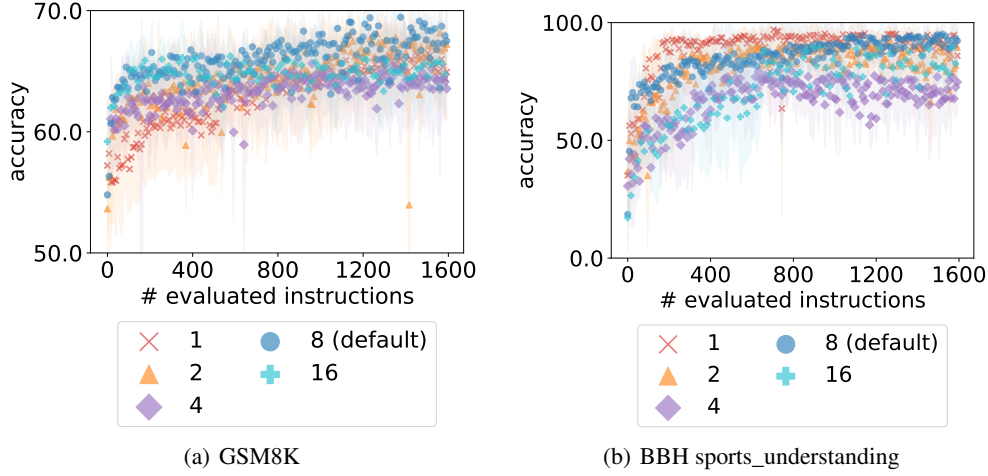 70.0
60.0
50.0
accuracy
0 400 800 1200 1600
# evaluated instructions
1 8 (default)
2 16
4
(a) GSM8K
100.0
50.0
0.0
accuracy
0 400 800 1200 1600
# evaluated instructions
1 8 (default)
2 16
4
(b) BBH sports_understanding